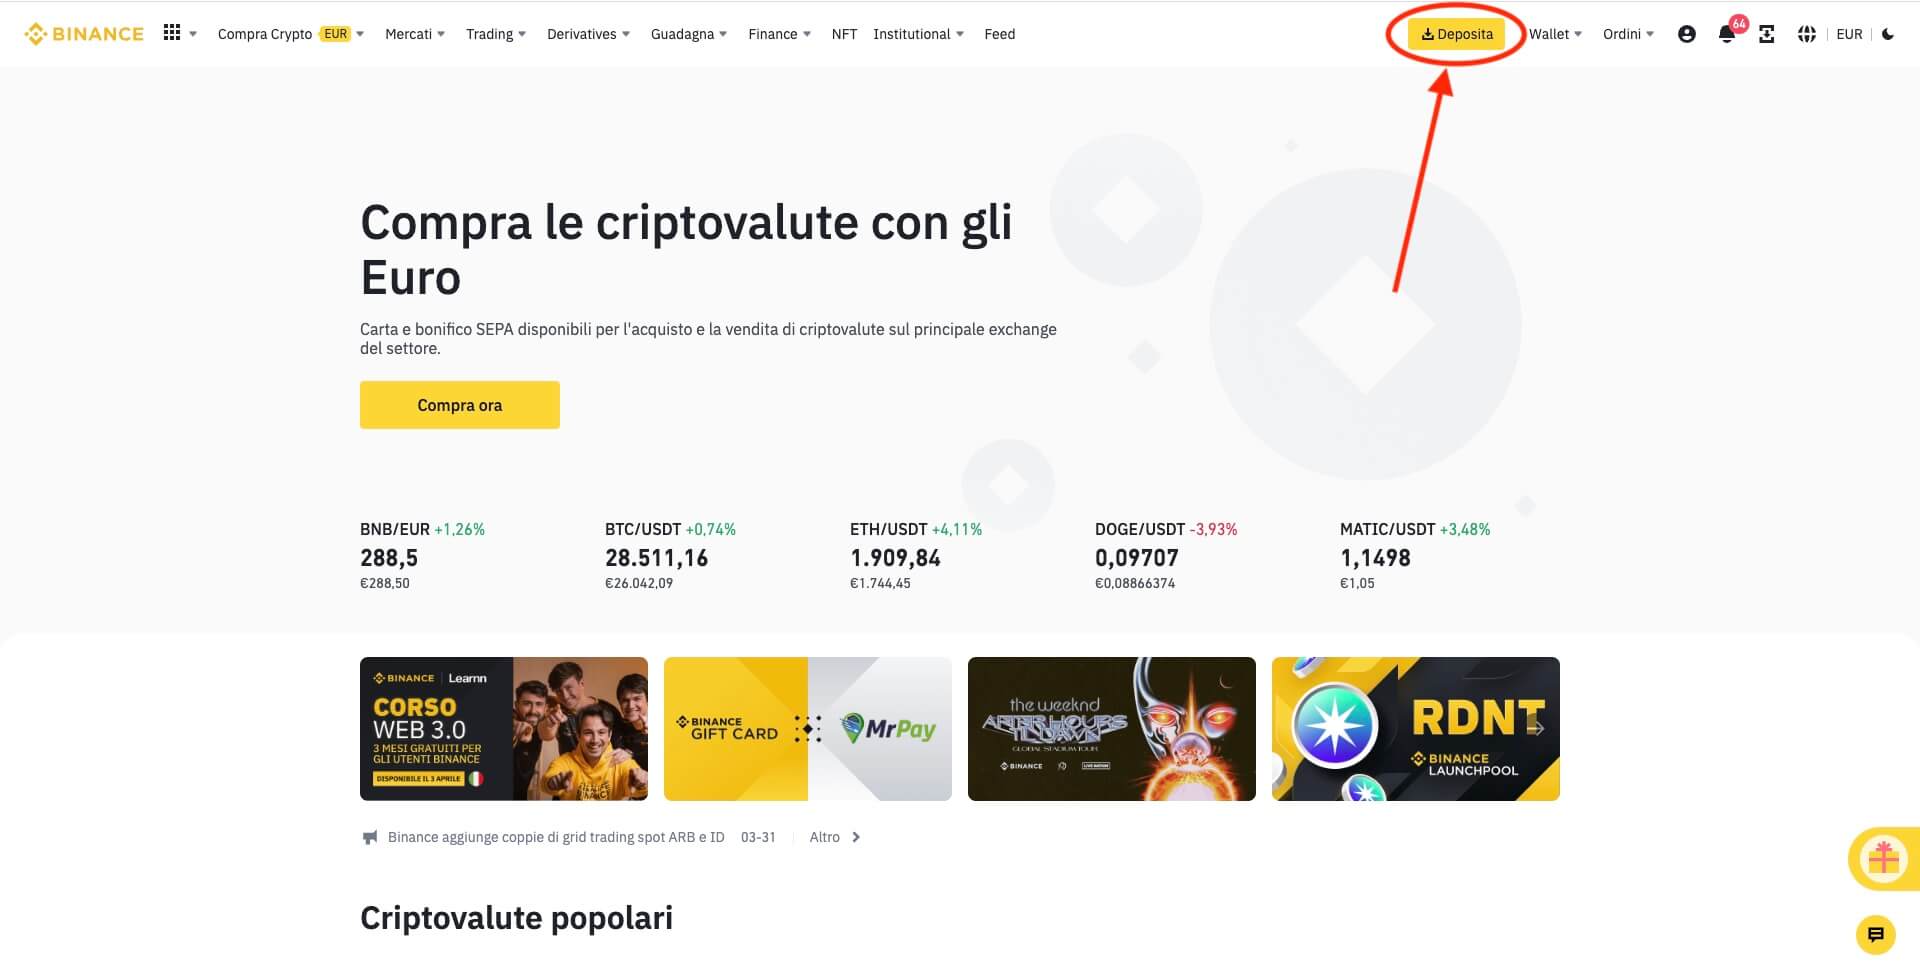 BINANCE
Compra Crypto EUR
Mercati
Trading
Derivatives
Guadagna
Finance
NFT
Institutional
Feed
Deposita
Wallet
Ordini
64
EUR
Compra le criptovalute con gli
Euro
Carta e bonifico SEPA disponibili per l'acquisto e la vendita di criptovalute sul principale exchange
del settore.
Compra ora
BNB/EUR +1,26%
288,5
€288,50
BTC/USDT +0,74%
28.511,16
€26.042,09
ETH/USDT +4,11%
1.909,84
€1.744,45
DOGE/USDT -3,93%
0,09707
€0,08866374
MATIC/USDT +3,48%
1,1498
€1,05
BINANCE Learnn
CORSO
WEB 3.0
3 MESI GRATUITI PER
GLI UTENTI BINANCE
DISPONIBILE IL 3 APRILE
BINANCE
GIFT CARD
MrPay
the weeknd
AFTER HOURS
TIL DAWN
GLOBAL STADIUM TOUR
BINANCE
LIVE NATION
RDNT
BINANCE
LAUNCHPOOL
Binance aggiunge coppie di grid trading spot ARB e ID 03-31
Altro
Criptovalute popolari